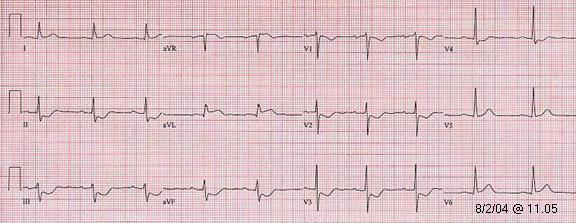 I aVR V1 V4
II aVL V2 V5
III aVF V3 V6
8/2/04 @ 11.05